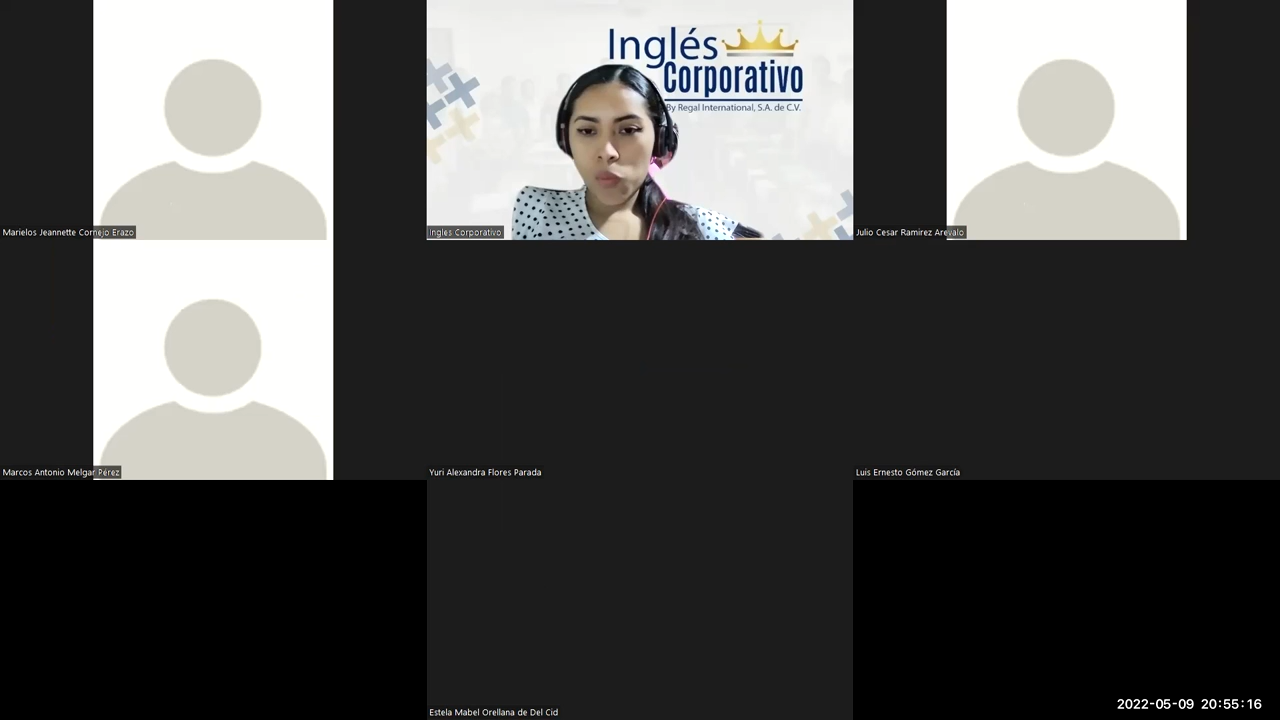 Inglés
Corporativo
By Regal International, S.A. de C.V.
Marielos Jeannette Cornejo Erazo
Ingles Corporativo
Julio Cesar Ramirez Arevalo
Marcos Antonio Melgar Pérez
Yuri Alexandra Flores Parada
Luis Ernesto Gómez García
Estela Mabel Orellana de Del Cid
2022-05-09 20:55:16